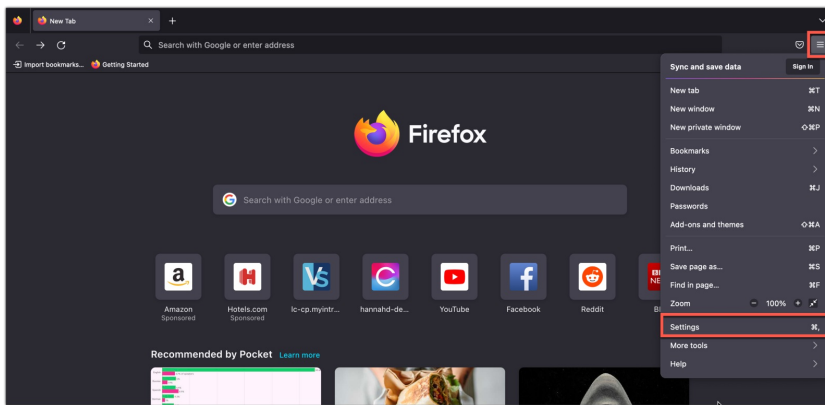 New Tab
Search with Google or enter address
Import bookmarks... Getting Started
Firefox
Search with Google or enter address
a
H
VS
C
f
Amazon
Sponsored
Hotels.com
Sponsored
lc-cp.myintr...
hannahd-de...
YouTube
Facebook
Reddit
Recommended by Pocket Learn more
Sync and save data Sign In
New tab ⌘T
New window ⌘N
New private window ⇧⌘P
Bookmarks
History
Downloads ⌘J
Passwords
Add-ons and themes ⇧⌘A
Print... ⌘P
Save page as... ⌘S
Find in page... ⌘F
Zoom − 100% +
Settings ⌘,
More tools
Help